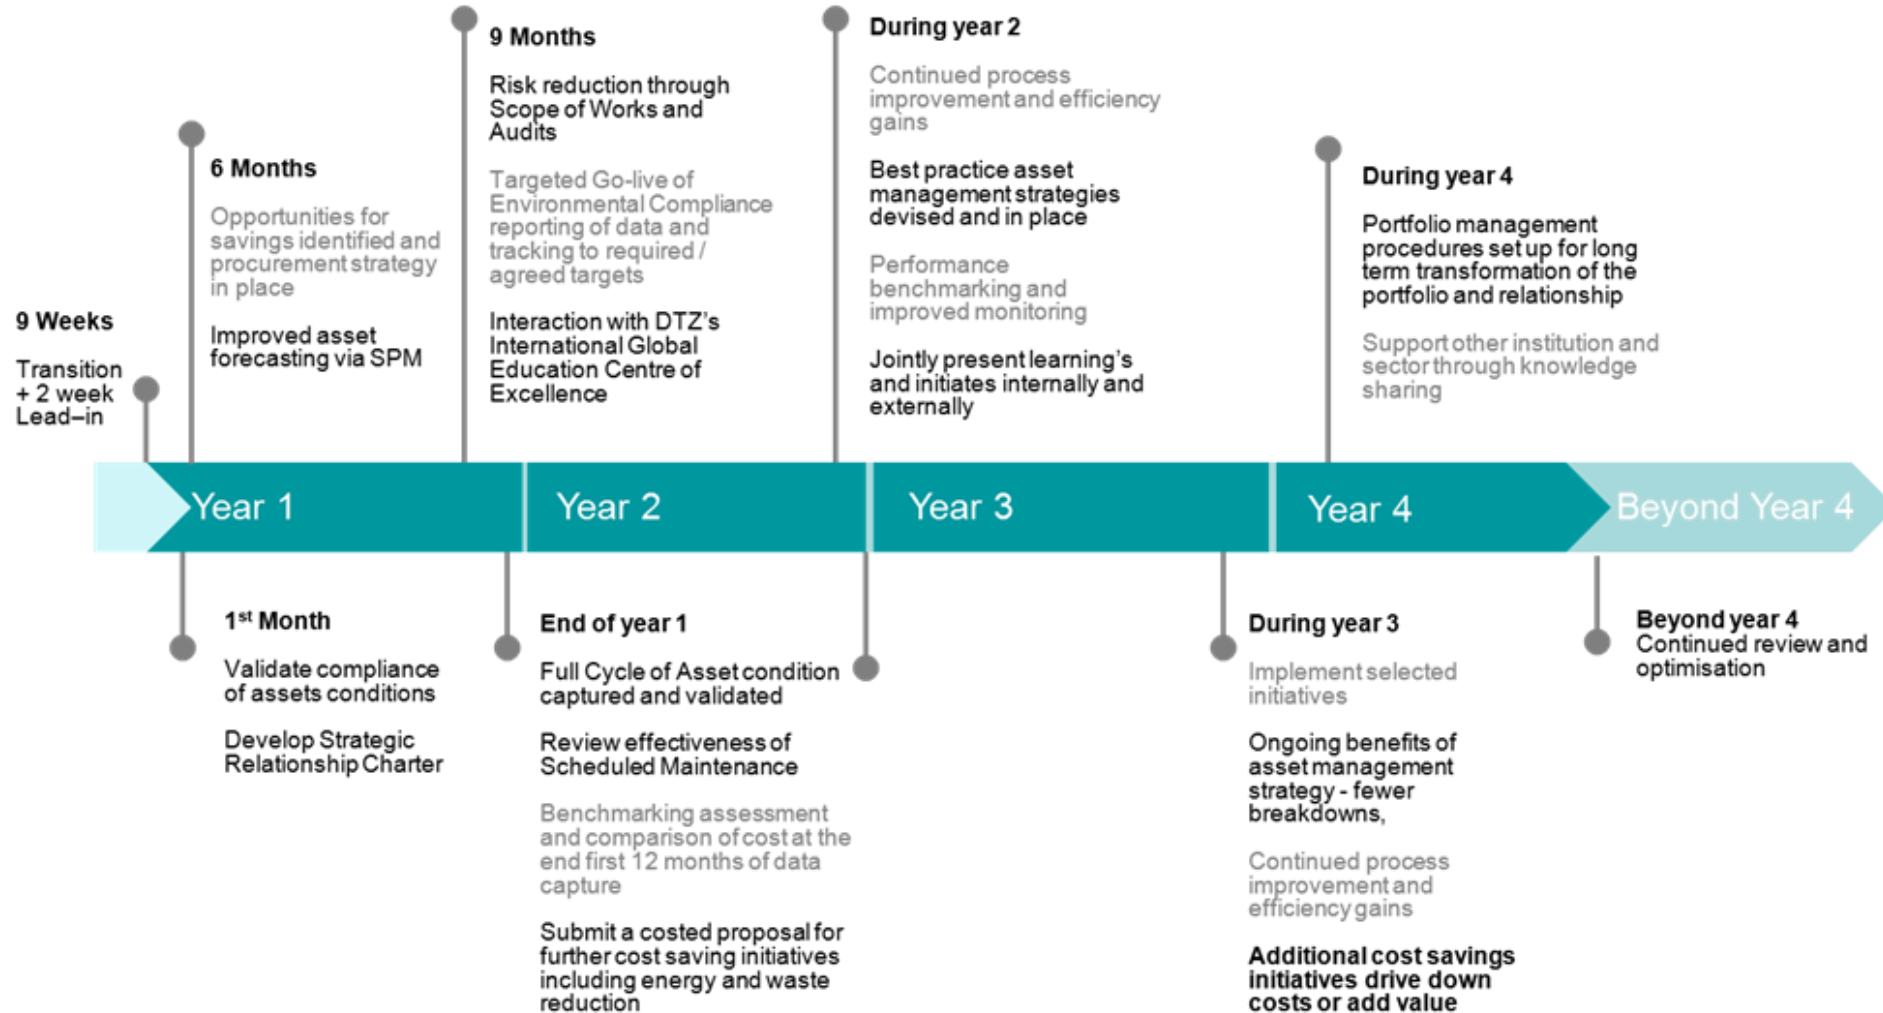 9 Weeks
Transition
+ 2 week
Lead–in
6 Months
Opportunities for
savings identified and
procurement strategy
in place
Improved asset
forecasting via SPM
9 Months
Risk reduction through
Scope of Works and
Audits
Targeted Go-live of
Environmental Compliance
reporting of data and
tracking to required /
agreed targets
Interaction with DTZ's
International Global
Education Centre of
Excellence
During year 2
Continued process
improvement and efficiency
gains
Best practice asset
management strategies
devised and in place
Performance
benchmarking and
improved monitoring
Jointly present learning's
and initiates internally and
externally
During year 4
Portfolio management
procedures set up for long
term transformation of the
portfolio and relationship
Support other institution and
sector through knowledge
sharing
Year 1
Year 2
Year 3
Year 4
Beyond Year 4
1st Month
Validate compliance
of assets conditions
Develop Strategic
Relationship Charter
End of year 1
Full Cycle of Asset condition
captured and validated
Review effectiveness of
Scheduled Maintenance
Benchmarking assessment
and comparison of cost at the
end first 12 months of data
capture
Submit a costed proposal for
further cost saving initiatives
including energy and waste
reduction
During year 3
Implement selected
initiatives
Ongoing benefits of
asset management
strategy - fewer
breakdowns,
Continued process
improvement and
efficiency gains
Additional cost savings
initiatives drive down
costs or add value
Beyond year 4
Continued review and
optimisation